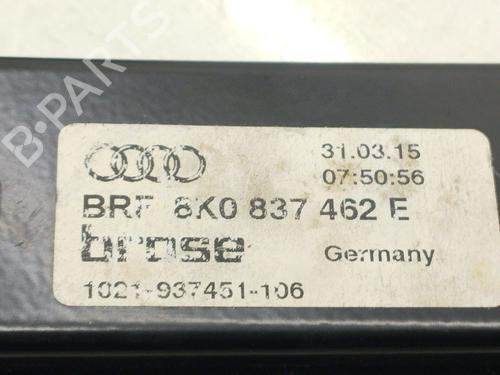 31.03.15
07:50:56
BRF 8K0 837 462 E
brose Germany
1021-937451-106
B-PARTS